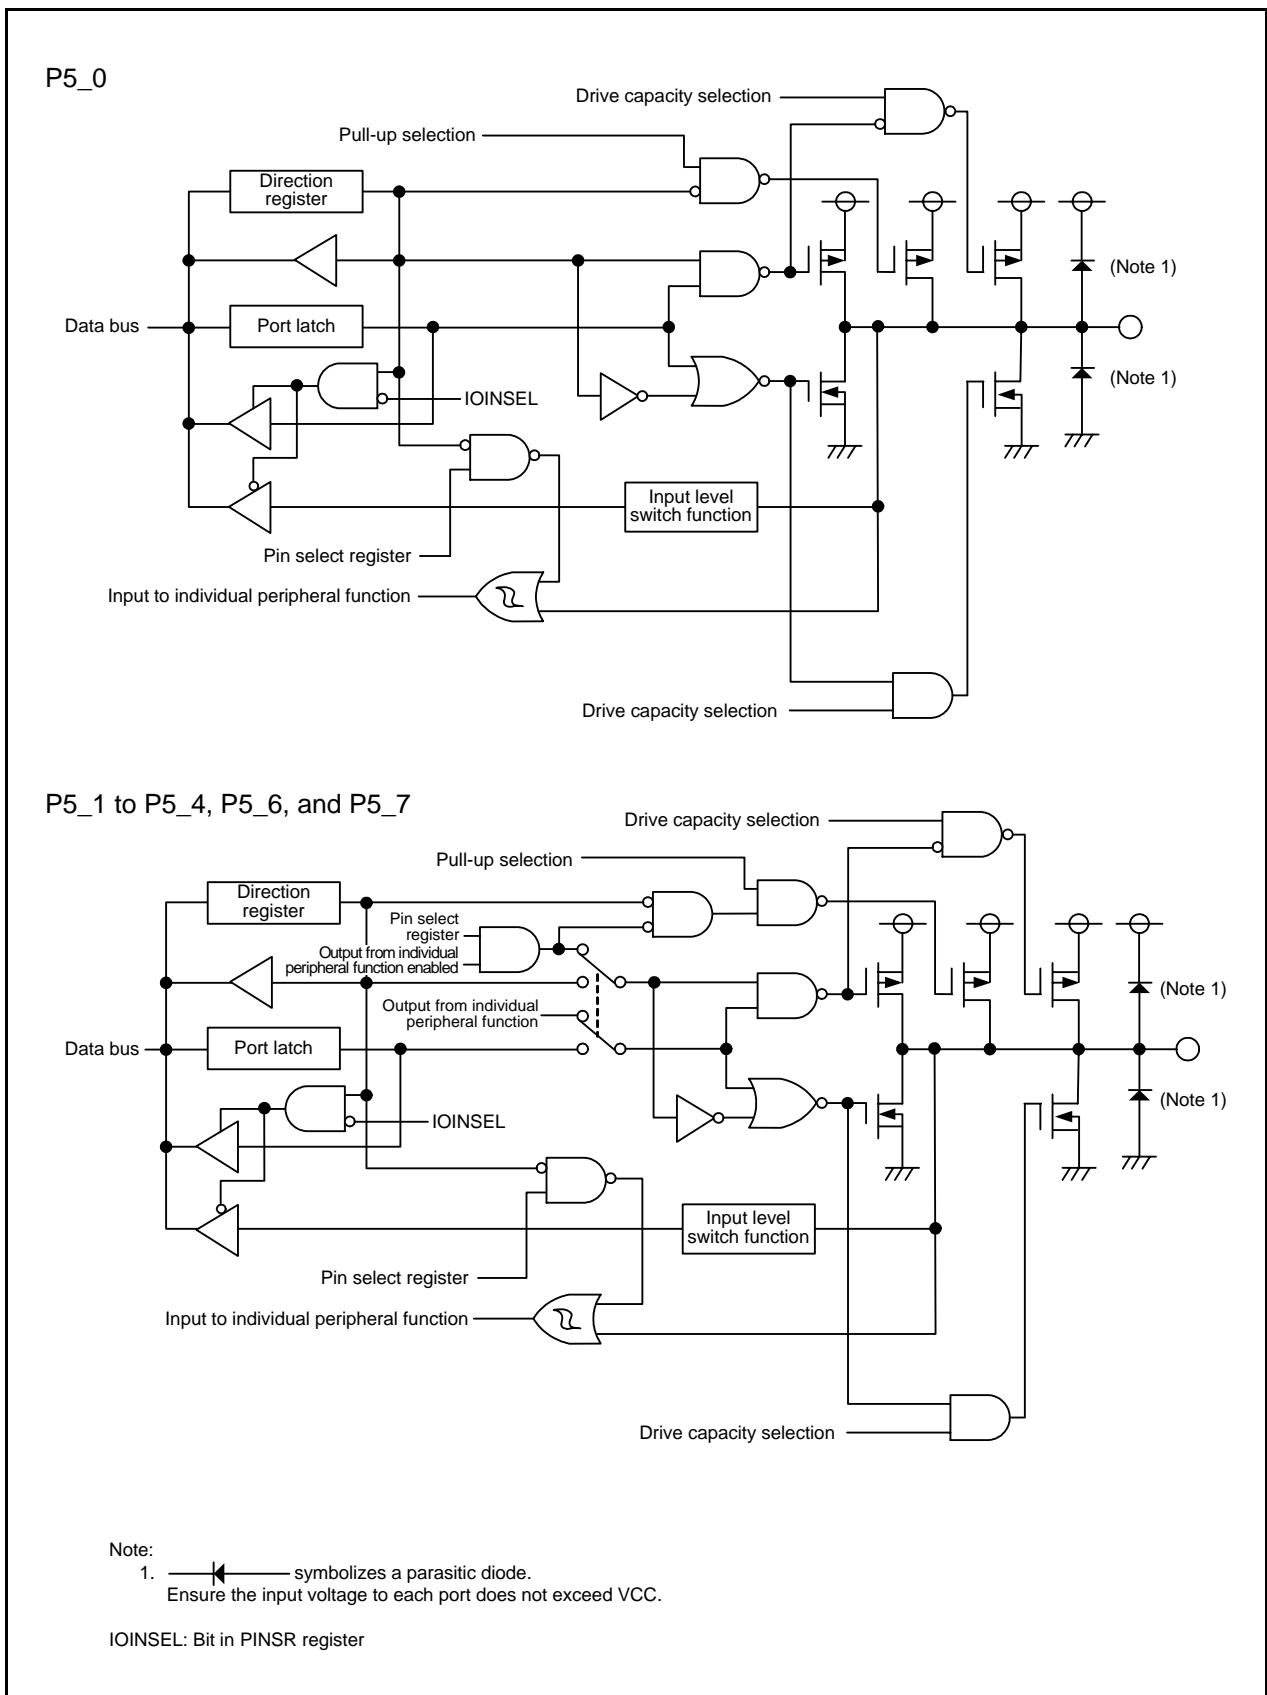 P5_0
Drive capacity selection
Pull-up selection
Direction
register
(Note 1)
Data bus
Port latch
(Note 1)
IOINSEL
Input level
switch function
Pin select register
Input to individual peripheral function
Drive capacity selection
P5_1 to P5_4, P5_6, and P5_7
Drive capacity selection
Pull-up selection
Direction
register
Pin select
register
Output from individual
peripheral function enabled
(Note 1)
Output from individual
peripheral function
Data bus
Port latch
(Note 1)
IOINSEL
Input level
switch function
Pin select register
Input to individual peripheral function
Drive capacity selection
Note:
1. symbolizes a parasitic diode.
Ensure the input voltage to each port does not exceed VCC.
IOINSEL: Bit in PINSR register